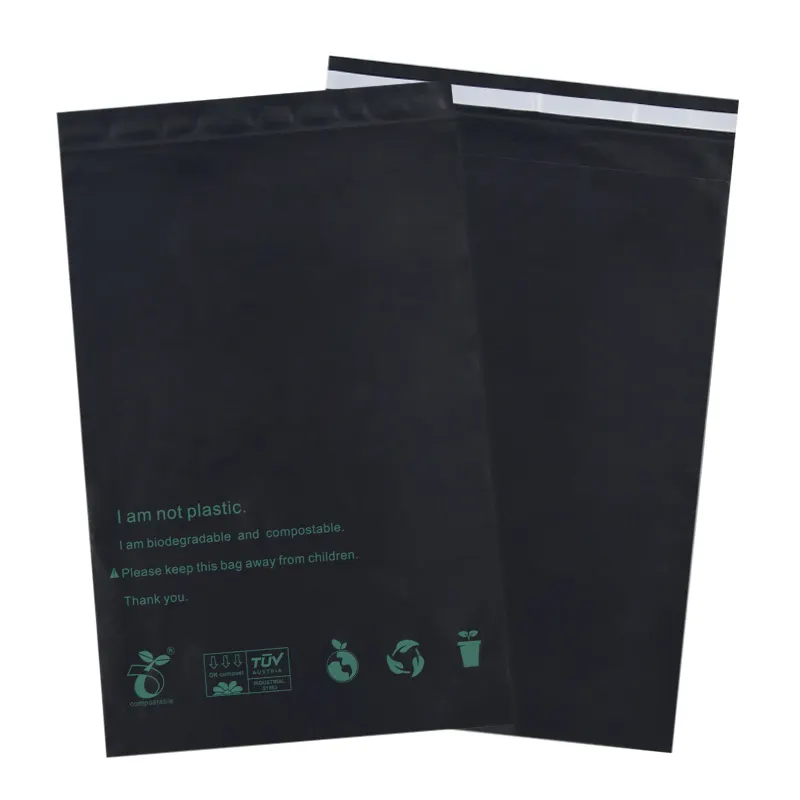 I am not plastic.
I am biodegradable and compostable.
Please keep this bag away from children.
Thank you.
compostable
OK compost
TÜV
AUSTRIA
INDUSTRIAL